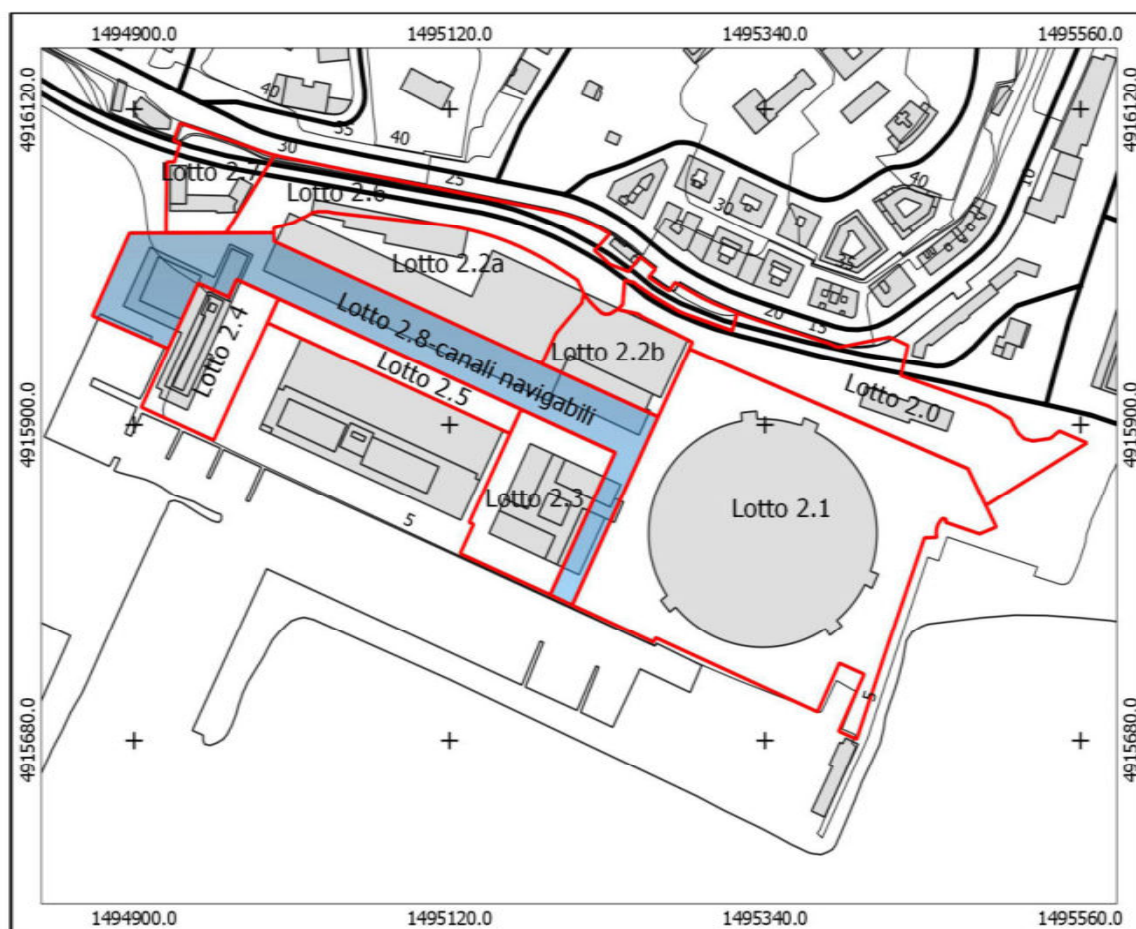 1494900.0 1495120.0 1495340.0 1495560.0
4916120.0
4916120.0
40
35
40
30
25
Lotto 2.7
Lotto 2.6
40
30
10
Lotto 2.2a
20
15
Lotto 2.8-canali navigabili
Lotto 2.2b
Lotto 2.4
Lotto 2.5
Lotto 2.0
4915900.0
4915900.0
Lotto 2.3
Lotto 2.1
5
5
4915680.0
4915680.0
1494900.0 1495120.0 1495340.0 1495560.0